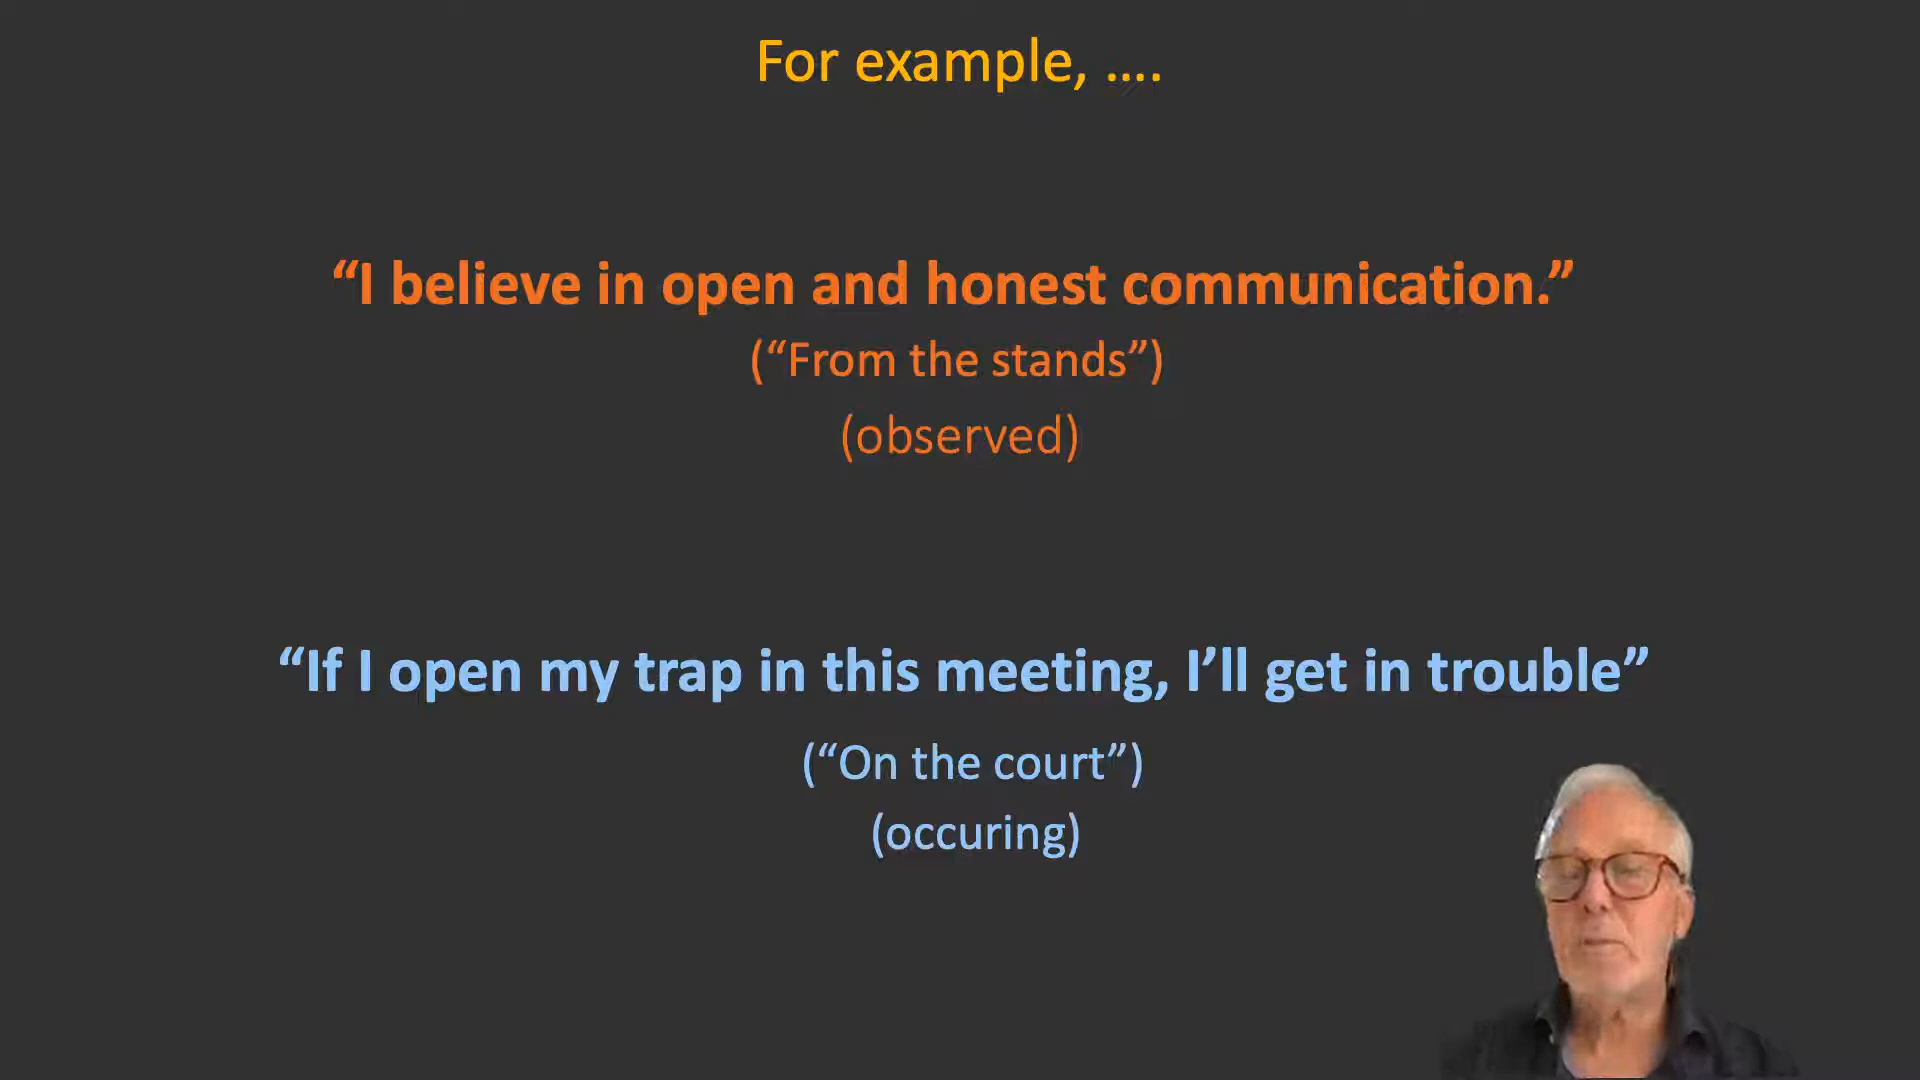 For example, ....
“I believe in open and honest communication.”
(“From the stands”)
(observed)
“If I open my trap in this meeting, I’ll get in trouble”
(“On the court”)
(occuring)